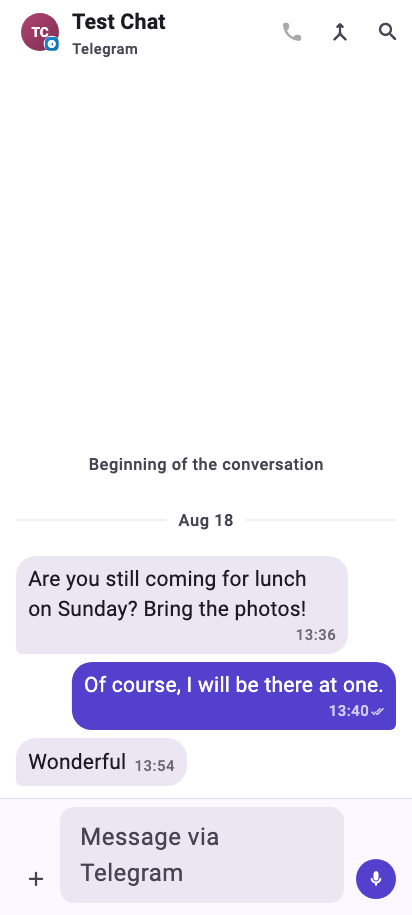 TC
Test Chat
Telegram
Beginning of the conversation
Aug 18
Are you still coming for lunch
on Sunday? Bring the photos!
13:36
Of course, I will be there at one.
13:40
Wonderful 13:54
Message via
Telegram